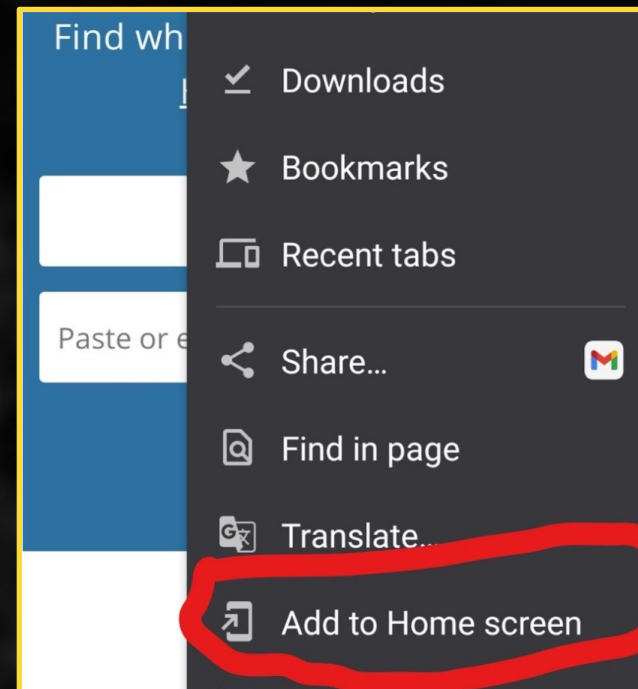 Find wh
Downloads
Bookmarks
Recent tabs
Paste or e
Share...
Find in page
Translate...
Add to Home screen